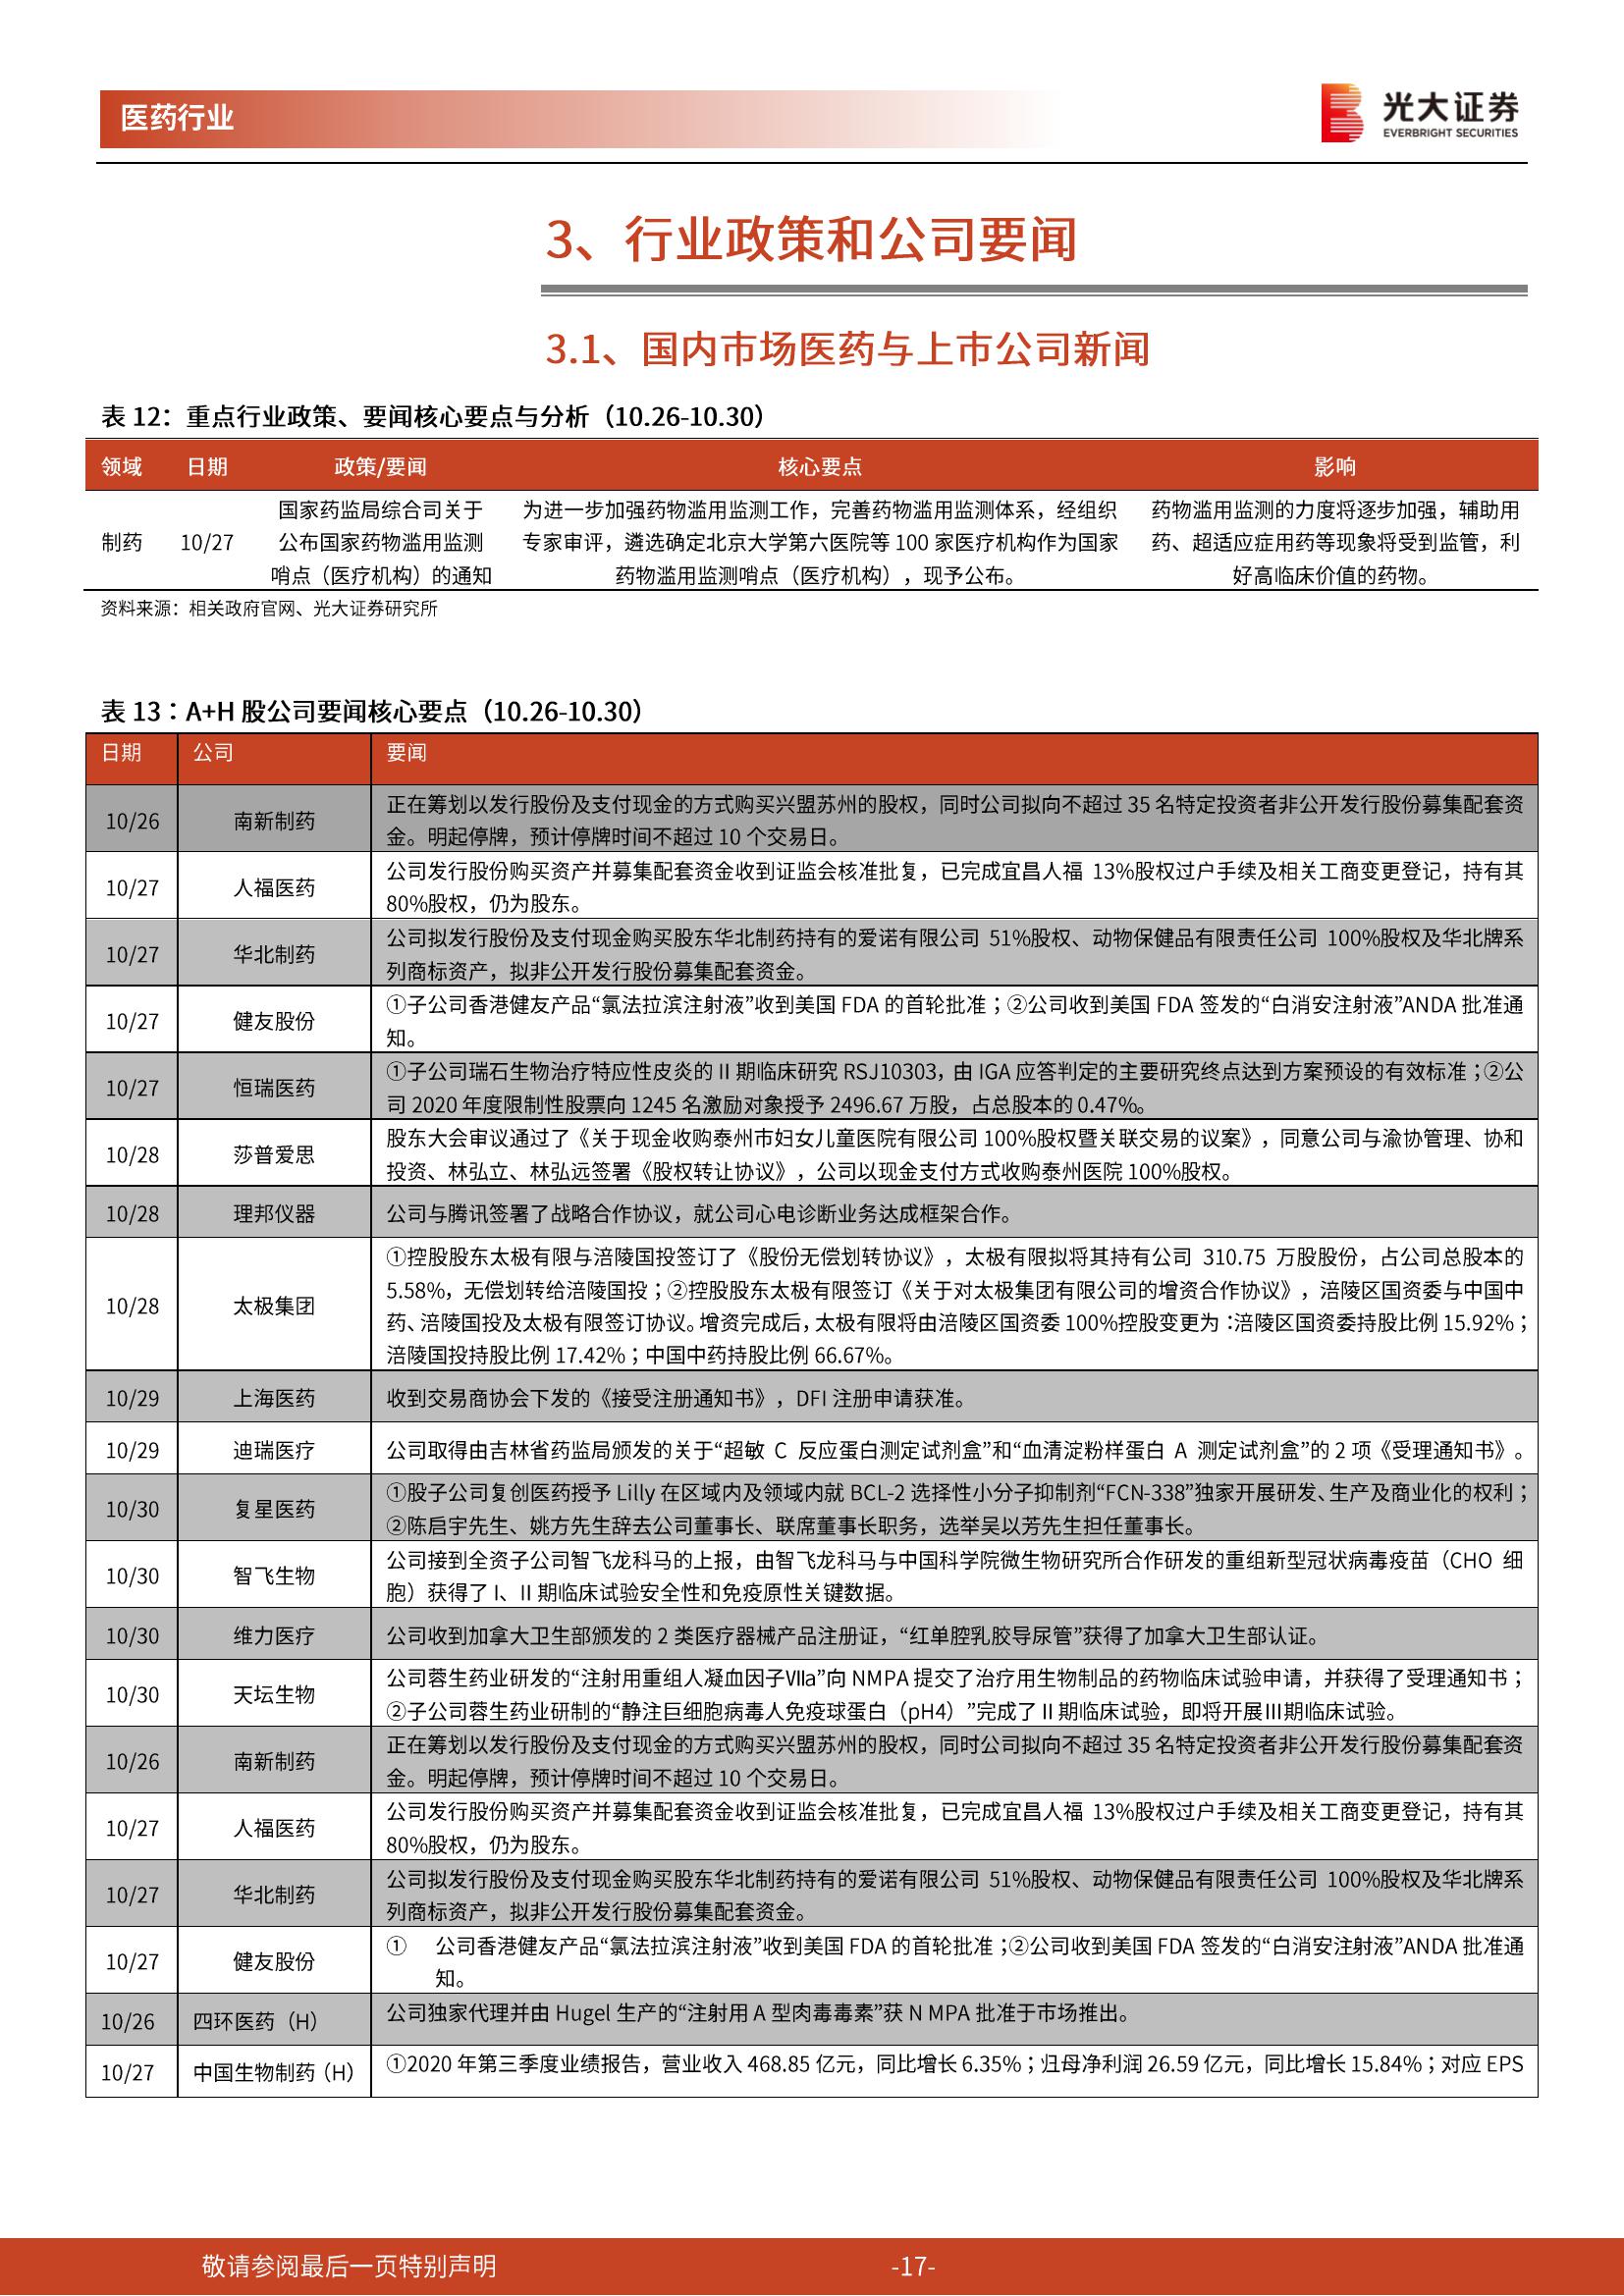 医药行业
光大证券
EVERBRIGHT SECURITIES
3、行业政策和公司要闻
3.1、国内市场医药与上市公司新闻
表 12：重点行业政策、要闻核心要点与分析（10.26-10.30）
领域 日期 政策/要闻 核心要点 影响
国家药监局综合司关于 为进一步加强药物滥用监测工作，完善药物滥用监测体系，经组织 药物滥用监测的力度将逐步加强，辅助用
制药 10/27 公布国家药物滥用监测 专家审评，遴选确定北京大学第六医院等 100 家医疗机构作为国家 药、超适应症用药等现象将受到监管，利
哨点（医疗机构）的通知 药物滥用监测哨点（医疗机构），现予公布。 好高临床价值的药物。
资料来源：相关政府官网、光大证券研究所
表 13：A+H 股公司要闻核心要点（10.26-10.30）
日期 公司 要闻
10/26 南新制药 正在筹划以发行股份及支付现金的方式购买兴盟苏州的股权，同时公司拟向不超过 35 名特定投资者非公开发行股份募集配套资
金。明起停牌，预计停牌时间不超过 10 个交易日。
10/27 人福医药 公司发行股份购买资产并募集配套资金收到证监会核准批复，已完成宜昌人福 13%股权过户手续及相关工商变更登记，持有其
80%股权，仍为股东。
10/27 华北制药 公司拟发行股份及支付现金购买股东华北制药持有的爱诺有限公司 51%股权、动物保健品有限责任公司 100%股权及华北牌系
列商标资产，拟非公开发行股份募集配套资金。
10/27 健友股份 ①子公司香港健友产品“氯法拉滨注射液”收到美国 FDA 的首轮批准；②公司收到美国 FDA 签发的“白消安注射液”ANDA 批准通
知。
10/27 恒瑞医药 ①子公司瑞石生物治疗特应性皮炎的 II 期临床研究 RSJ10303，由 IGA 应答判定的主要研究终点达到方案预设的有效标准；②公
司 2020 年度限制性股票向 1245 名激励对象授予 2496.67 万股，占总股本的 0.47%。
10/28 莎普爱思 股东大会审议通过了《关于现金收购泰州市妇女儿童医院有限公司 100%股权暨关联交易的议案》，同意公司与渝协管理、协和
投资、林弘立、林弘远签署《股权转让协议》，公司以现金支付方式收购泰州医院 100%股权。
10/28 理邦仪器 公司与腾讯签署了战略合作协议，就公司心电诊断业务达成框架合作。
10/28 太极集团 ①控股股东太极有限与涪陵国投签订了《股份无偿划转协议》，太极有限拟将其持有公司 310.75 万股股份，占公司总股本的
5.58%，无偿划转给涪陵国投；②控股股东太极有限签订《关于对太极集团有限公司的增资合作协议》，涪陵区国资委与中国中
药、涪陵国投及太极有限签订协议。增资完成后，太极有限将由涪陵区国资委 100%控股变更为：涪陵区国资委持股比例 15.92%；
涪陵国投持股比例 17.42%；中国中药持股比例 66.67%。
10/29 上海医药 收到交易商协会下发的《接受注册通知书》，DFI 注册申请获准。
10/29 迪瑞医疗 公司取得由吉林省药监局颁发的关于“超敏 C 反应蛋白测定试剂盒”和“血清淀粉样蛋白 A 测定试剂盒”的 2 项《受理通知书》。
10/30 复星医药 ①股子公司复创医药授予 Lilly 在区域内及领域内就 BCL-2 选择性小分子抑制剂“FCN-338”独家开展研发、生产及商业化的权利；
②陈启宇先生、姚方先生辞去公司董事长、联席董事长职务，选举吴以芳先生担任董事长。
10/30 智飞生物 公司接到全资子公司智飞龙科马的上报，由智飞龙科马与中国科学院微生物研究所合作研发的重组新型冠状病毒疫苗（CHO 细
胞）获得了 I、II 期临床试验安全性和免疫原性关键数据。
10/30 维力医疗 公司收到加拿大卫生部颁发的 2 类医疗器械产品注册证，“红单腔乳胶导尿管”获得了加拿大卫生部认证。
10/30 天坛生物 公司蓉生药业研发的“注射用重组人凝血因子Ⅶa”向 NMPA 提交了治疗用生物制品的药物临床试验申请，并获得了受理通知书；
②子公司蓉生药业研制的“静注巨细胞病毒人免疫球蛋白（pH4）”完成了 II 期临床试验，即将开展III期临床试验。
10/26 南新制药 正在筹划以发行股份及支付现金的方式购买兴盟苏州的股权，同时公司拟向不超过 35 名特定投资者非公开发行股份募集配套资
金。明起停牌，预计停牌时间不超过 10 个交易日。
10/27 人福医药 公司发行股份购买资产并募集配套资金收到证监会核准批复，已完成宜昌人福 13%股权过户手续及相关工商变更登记，持有其
80%股权，仍为股东。
10/27 华北制药 公司拟发行股份及支付现金购买股东华北制药持有的爱诺有限公司 51%股权、动物保健品有限责任公司 100%股权及华北牌系
列商标资产，拟非公开发行股份募集配套资金。
10/27 健友股份 ① 公司香港健友产品“氯法拉滨注射液”收到美国 FDA 的首轮批准；②公司收到美国 FDA 签发的“白消安注射液”ANDA 批准通
知。
10/26 四环医药（H） 公司独家代理并由 Hugel 生产的“注射用 A 型肉毒毒素”获 N MPA 批准于市场推出。
10/27 中国生物制药（H） ①2020 年第三季度业绩报告，营业收入 468.85 亿元，同比增长 6.35%；归母净利润 26.59 亿元，同比增长 15.84%；对应 EPS
敬请参阅最后一页特别声明 -17-